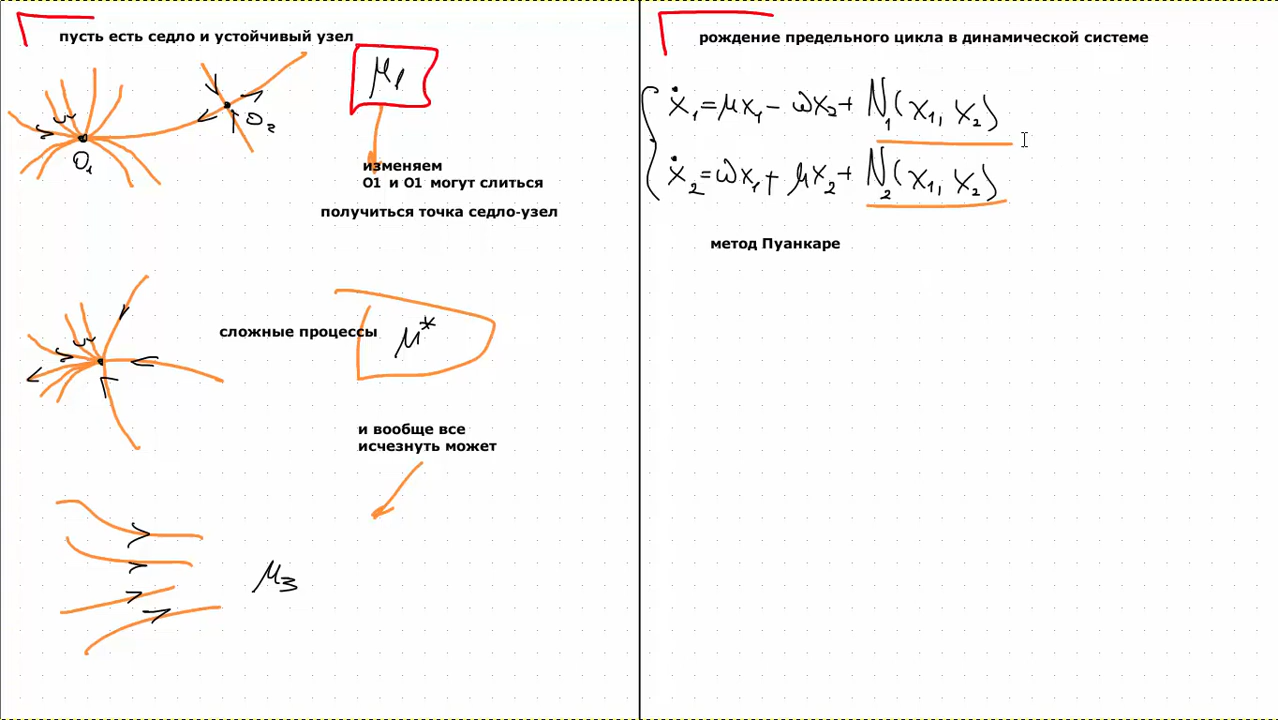 пусть есть седло и устойчивый узел
O₁
O₂
μ₁
изменяем
O1 и O1 могут слиться
получиться точка седло-узел
сложные процессы
μ*
и вообще все
исчезнуть может
μ₃
рождение предельного цикла в динамической системе
ẋ₁=μx₁-ωx₂+N₁(x₁, x₂)
ẋ₂=ωx₁+μx₂+N₂(x₁, x₂)
метод Пуанкаре